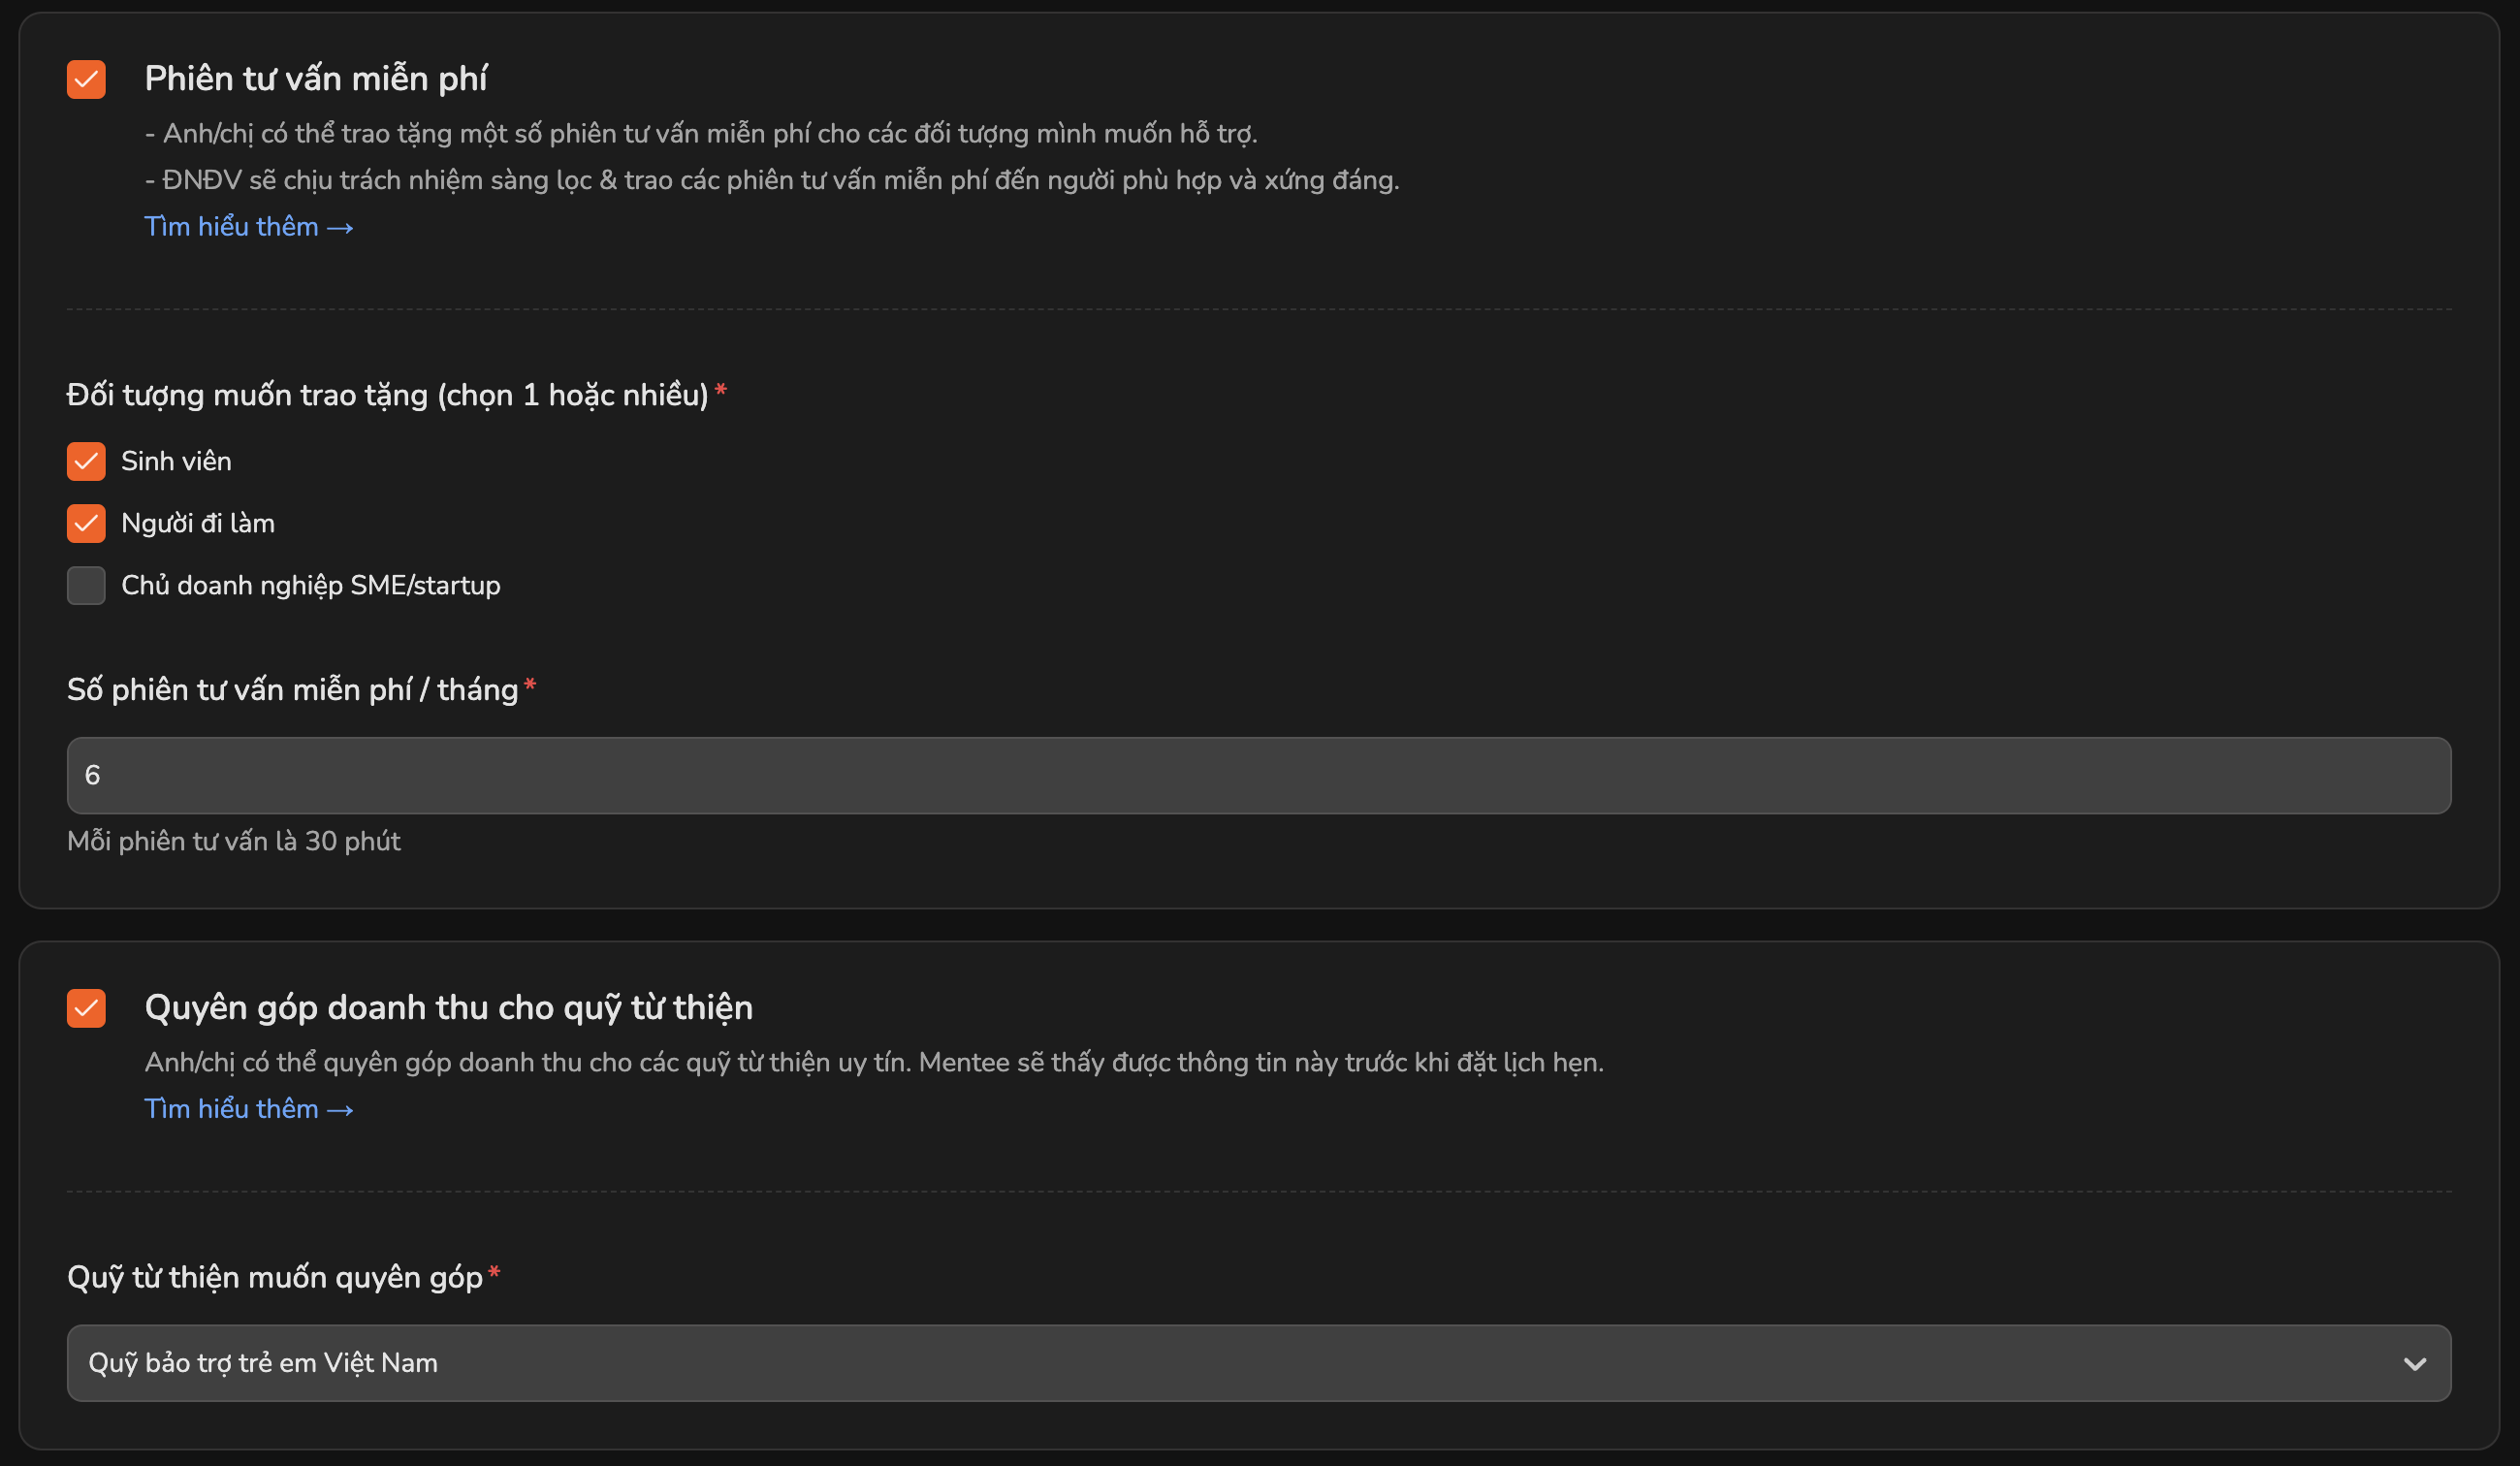 Phiên tư vấn miễn phí
- Anh/chị có thể trao tặng một số phiên tư vấn miễn phí cho các đối tượng mình muốn hỗ trợ.
- ĐNĐV sẽ chịu trách nhiệm sàng lọc & trao các phiên tư vấn miễn phí đến người phù hợp và xứng đáng.
Tìm hiểu thêm →
Đối tượng muốn trao tặng (chọn 1 hoặc nhiều) *
Sinh viên
Người đi làm
Chủ doanh nghiệp SME/startup
Số phiên tư vấn miễn phí / tháng *
6
Mỗi phiên tư vấn là 30 phút
Quyên góp doanh thu cho quỹ từ thiện
Anh/chị có thể quyên góp doanh thu cho các quỹ từ thiện uy tín. Mentee sẽ thấy được thông tin này trước khi đặt lịch hẹn.
Tìm hiểu thêm →
Quỹ từ thiện muốn quyên góp *
Quỹ bảo trợ trẻ em Việt Nam